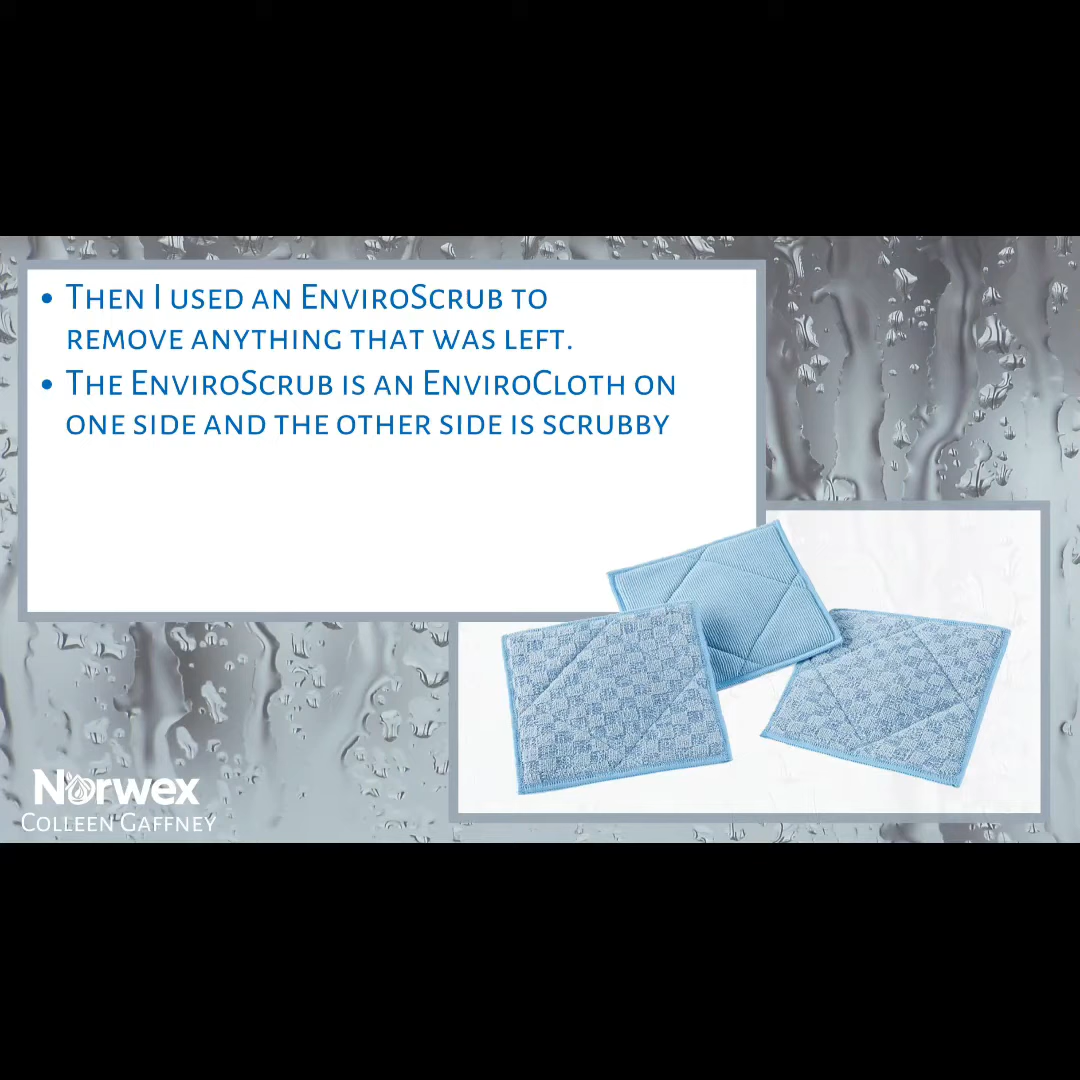 • Then I used an EnviroScrub to
remove anything that was left.
• The EnviroScrub is an EnviroCloth on
one side and the other side is scrubby
Norwex
Colleen Gaffney